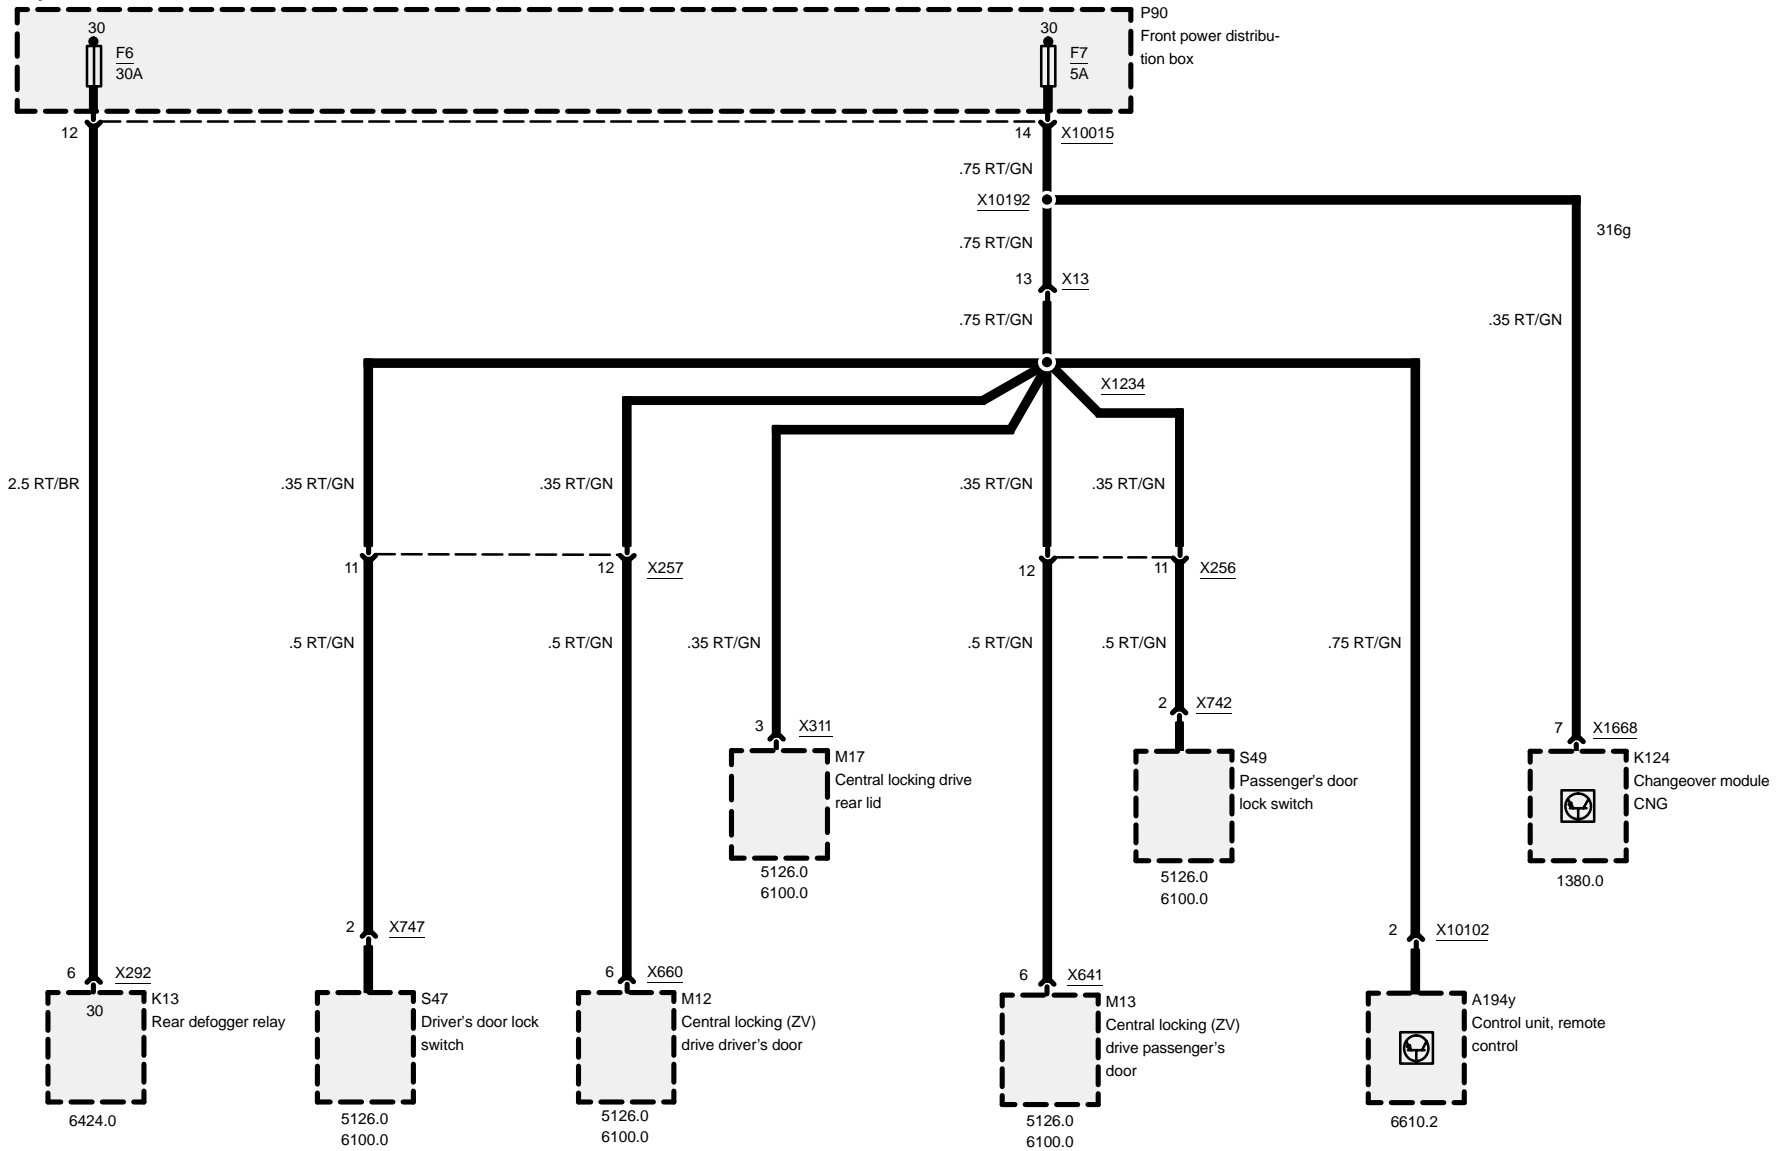 P90
Front power distribu-
tion box
30
F6
30A
30
F7
5A
12
14 X10015
.75 RT/GN
X10192
316g
.75 RT/GN
13 X13
.75 RT/GN
.35 RT/GN
X1234
2.5 RT/BR
.35 RT/GN
.35 RT/GN
.35 RT/GN
.35 RT/GN
11
12 X257
12
11 X256
.5 RT/GN
.5 RT/GN
.35 RT/GN
.5 RT/GN
.5 RT/GN
.75 RT/GN
2 X742
3 X311
7 X1668
M17
Central locking drive
rear lid
5126.0
6100.0
S49
Passenger's door
lock switch
5126.0
6100.0
K124
Changeover module
CNG
1380.0
2 X747
2 X10102
6 X292
6 X660
6 X641
K13
30
Rear defogger relay
6424.0
S47
Driver's door lock
switch
5126.0
6100.0
M12
Central locking (ZV)
drive driver's door
5126.0
6100.0
M13
Central locking (ZV)
drive passenger's
door
5126.0
6100.0
A194y
Control unit, remote
control
6610.2